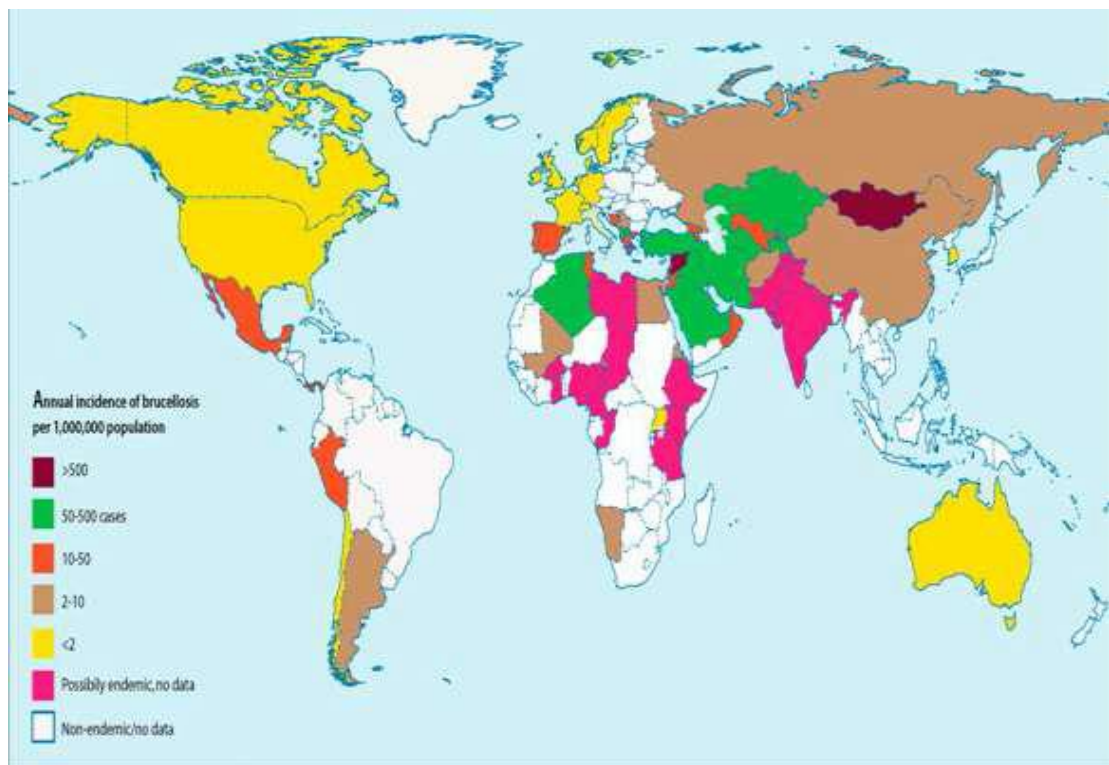 Annual incidence of brucellosis
per 1,000,000 population
>500
50-500 cases
10-50
2-10
<2
Possibily endemic, no data
Non-endemic/no data